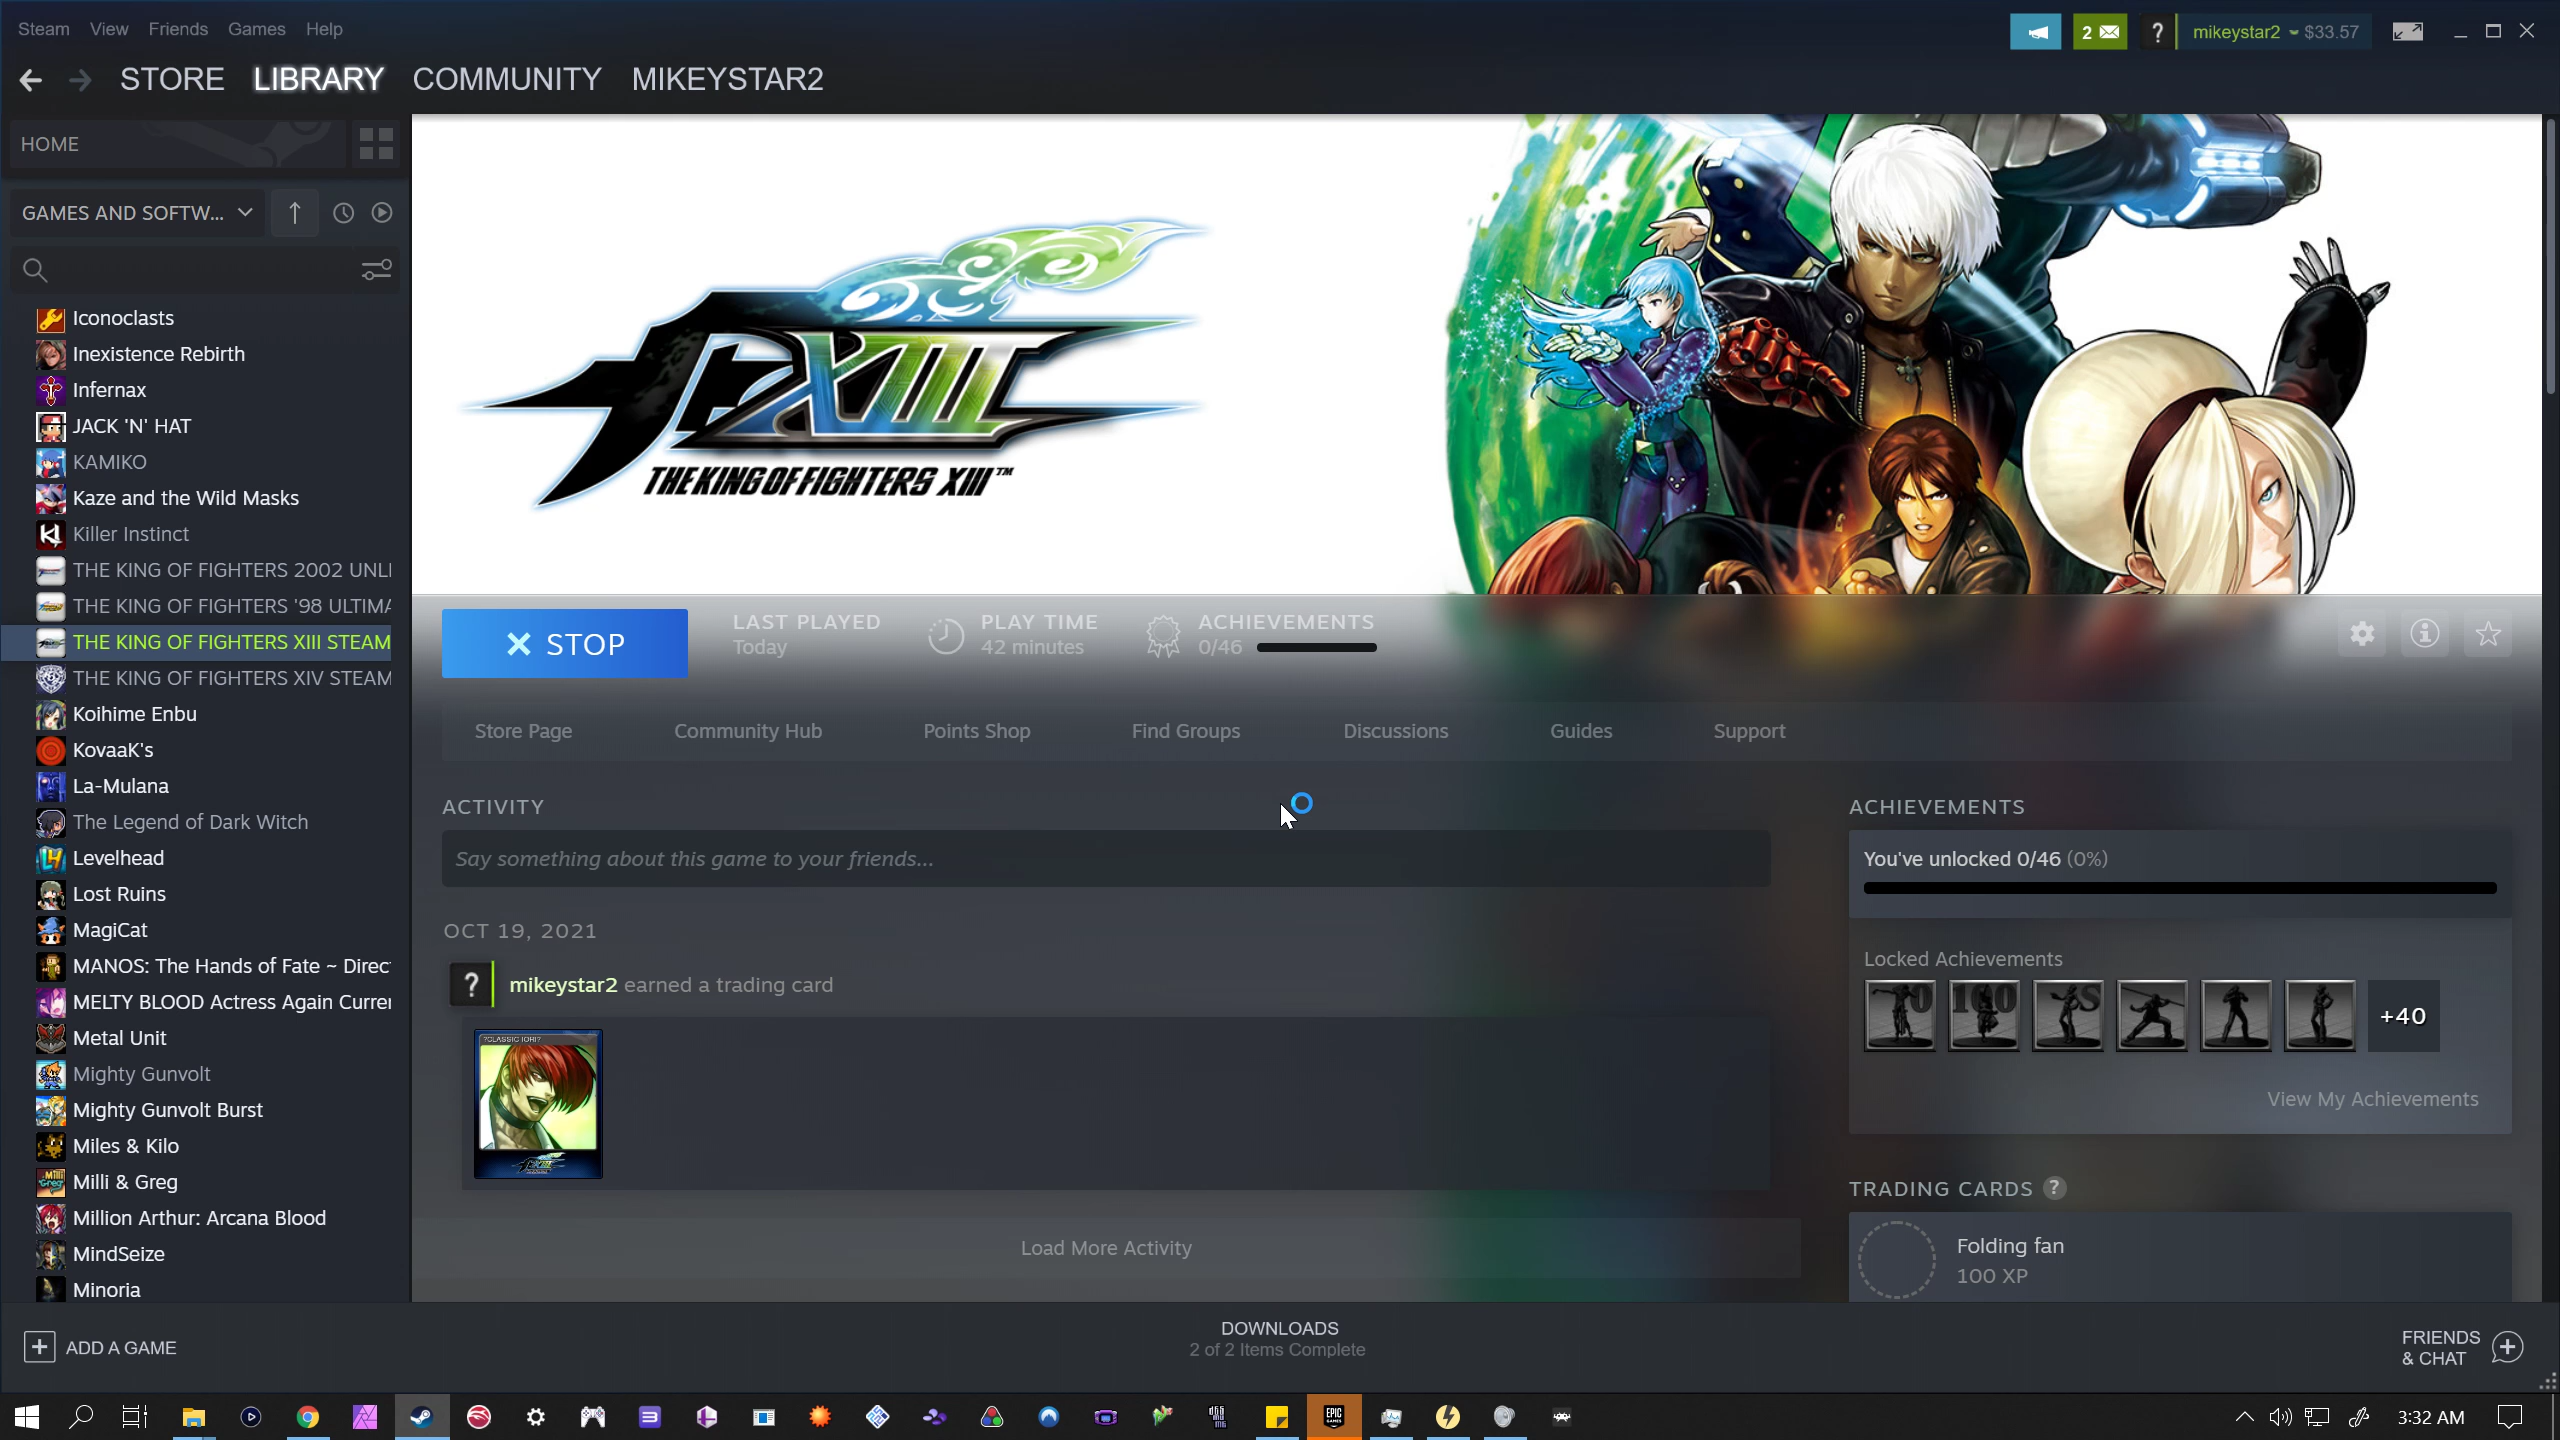 Steam View Friends Games Help
2 ? mikeystar2 $33.57
STORE LIBRARY COMMUNITY MIKEYSTAR2
HOME
GAMES AND SOFTW...
Iconoclasts
Inexistence Rebirth
Infernax
JACK 'N' HAT
KAMIKO
Kaze and the Wild Masks
Killer Instinct
THE KING OF FIGHTERS 2002 UNLI
THE KING OF FIGHTERS '98 ULTIMA
THE KING OF FIGHTERS XIII STEAM
THE KING OF FIGHTERS XIV STEAM
Koihime Enbu
KovaaK's
La-Mulana
The Legend of Dark Witch
Levelhead
Lost Ruins
MagiCat
MANOS: The Hands of Fate ~ Direc
MELTY BLOOD Actress Again Currer
Metal Unit
Mighty Gunvolt
Mighty Gunvolt Burst
Miles & Kilo
Milli & Greg
Million Arthur: Arcana Blood
MindSeize
Minoria
XIII
THE KING OF FIGHTERS XIII™
STOP
LAST PLAYED
Today
PLAY TIME
42 minutes
ACHIEVEMENTS
0/46
Store Page Community Hub Points Shop Find Groups Discussions Guides Support
ACTIVITY
Say something about this game to your friends...
OCT 19, 2021
? mikeystar2 earned a trading card
?CLASSIC IORI?
Load More Activity
ACHIEVEMENTS
You've unlocked 0/46 (0%)
Locked Achievements
+40
View My Achievements
TRADING CARDS ?
Folding fan
100 XP
ADD A GAME
DOWNLOADS
2 of 2 Items Complete
FRIENDS
& CHAT
EPIC
GAMES
3:32 AM